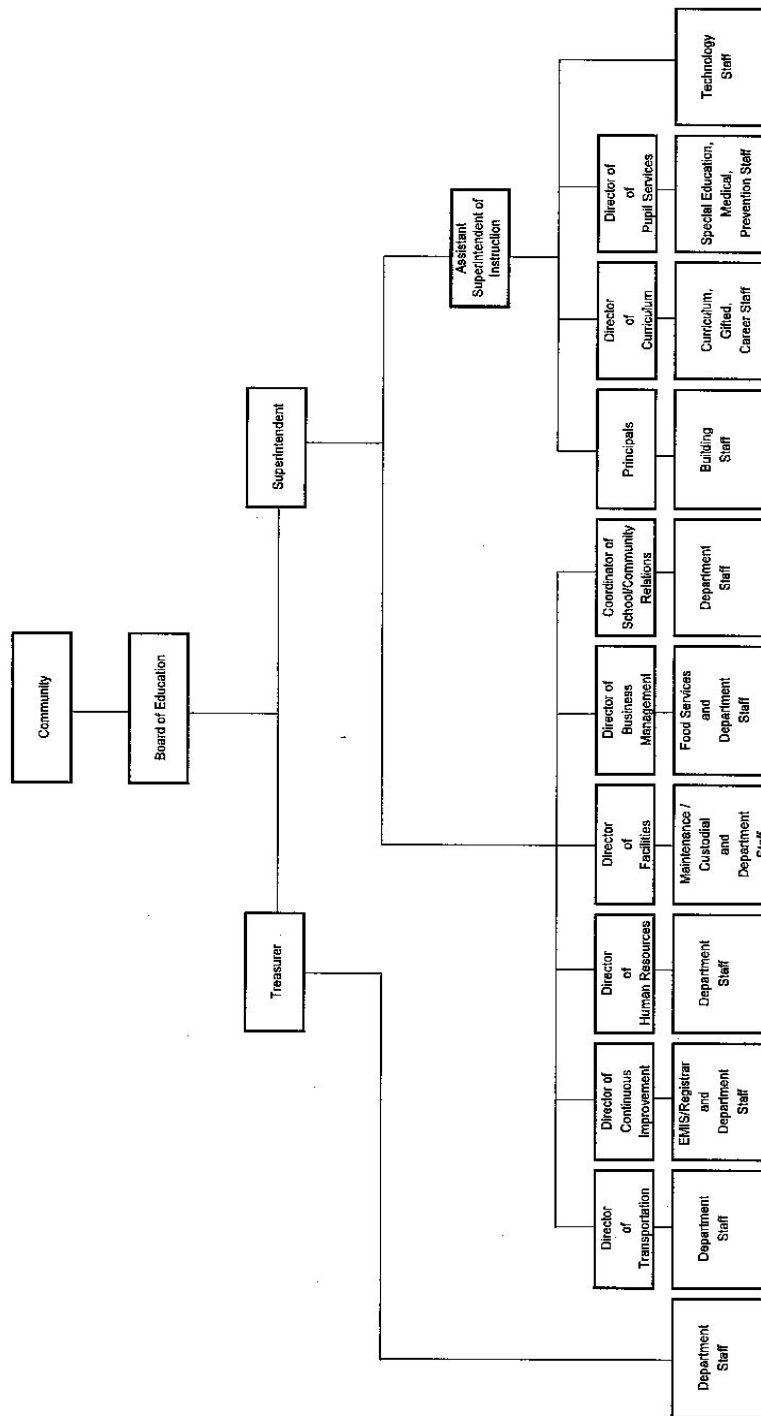 Community
Board of Education
Treasurer
Superintendent
Assistant
Superintendent of
Instruction
Director
of
Transportation
Director of
Continuous
Improvement
Director
of
Human Resources
Director
of
Facilities
Director of
Business
Management
Coordinator of
School/Community
Relations
Principals
Director
of
Curriculum
Director of
of
Pupil Services
Department
Staff
Department
Staff
EMIS/Registrar
and
Department
Staff
Department
Staff
Maintenance /
Custodial
and
Department
Staff
Food Services
and
Department
Staff
Department
Staff
Building
Staff
Curriculum,
Gifted,
Career Staff
Special Education,
Medical,
Prevention Staff
Technology
Staff